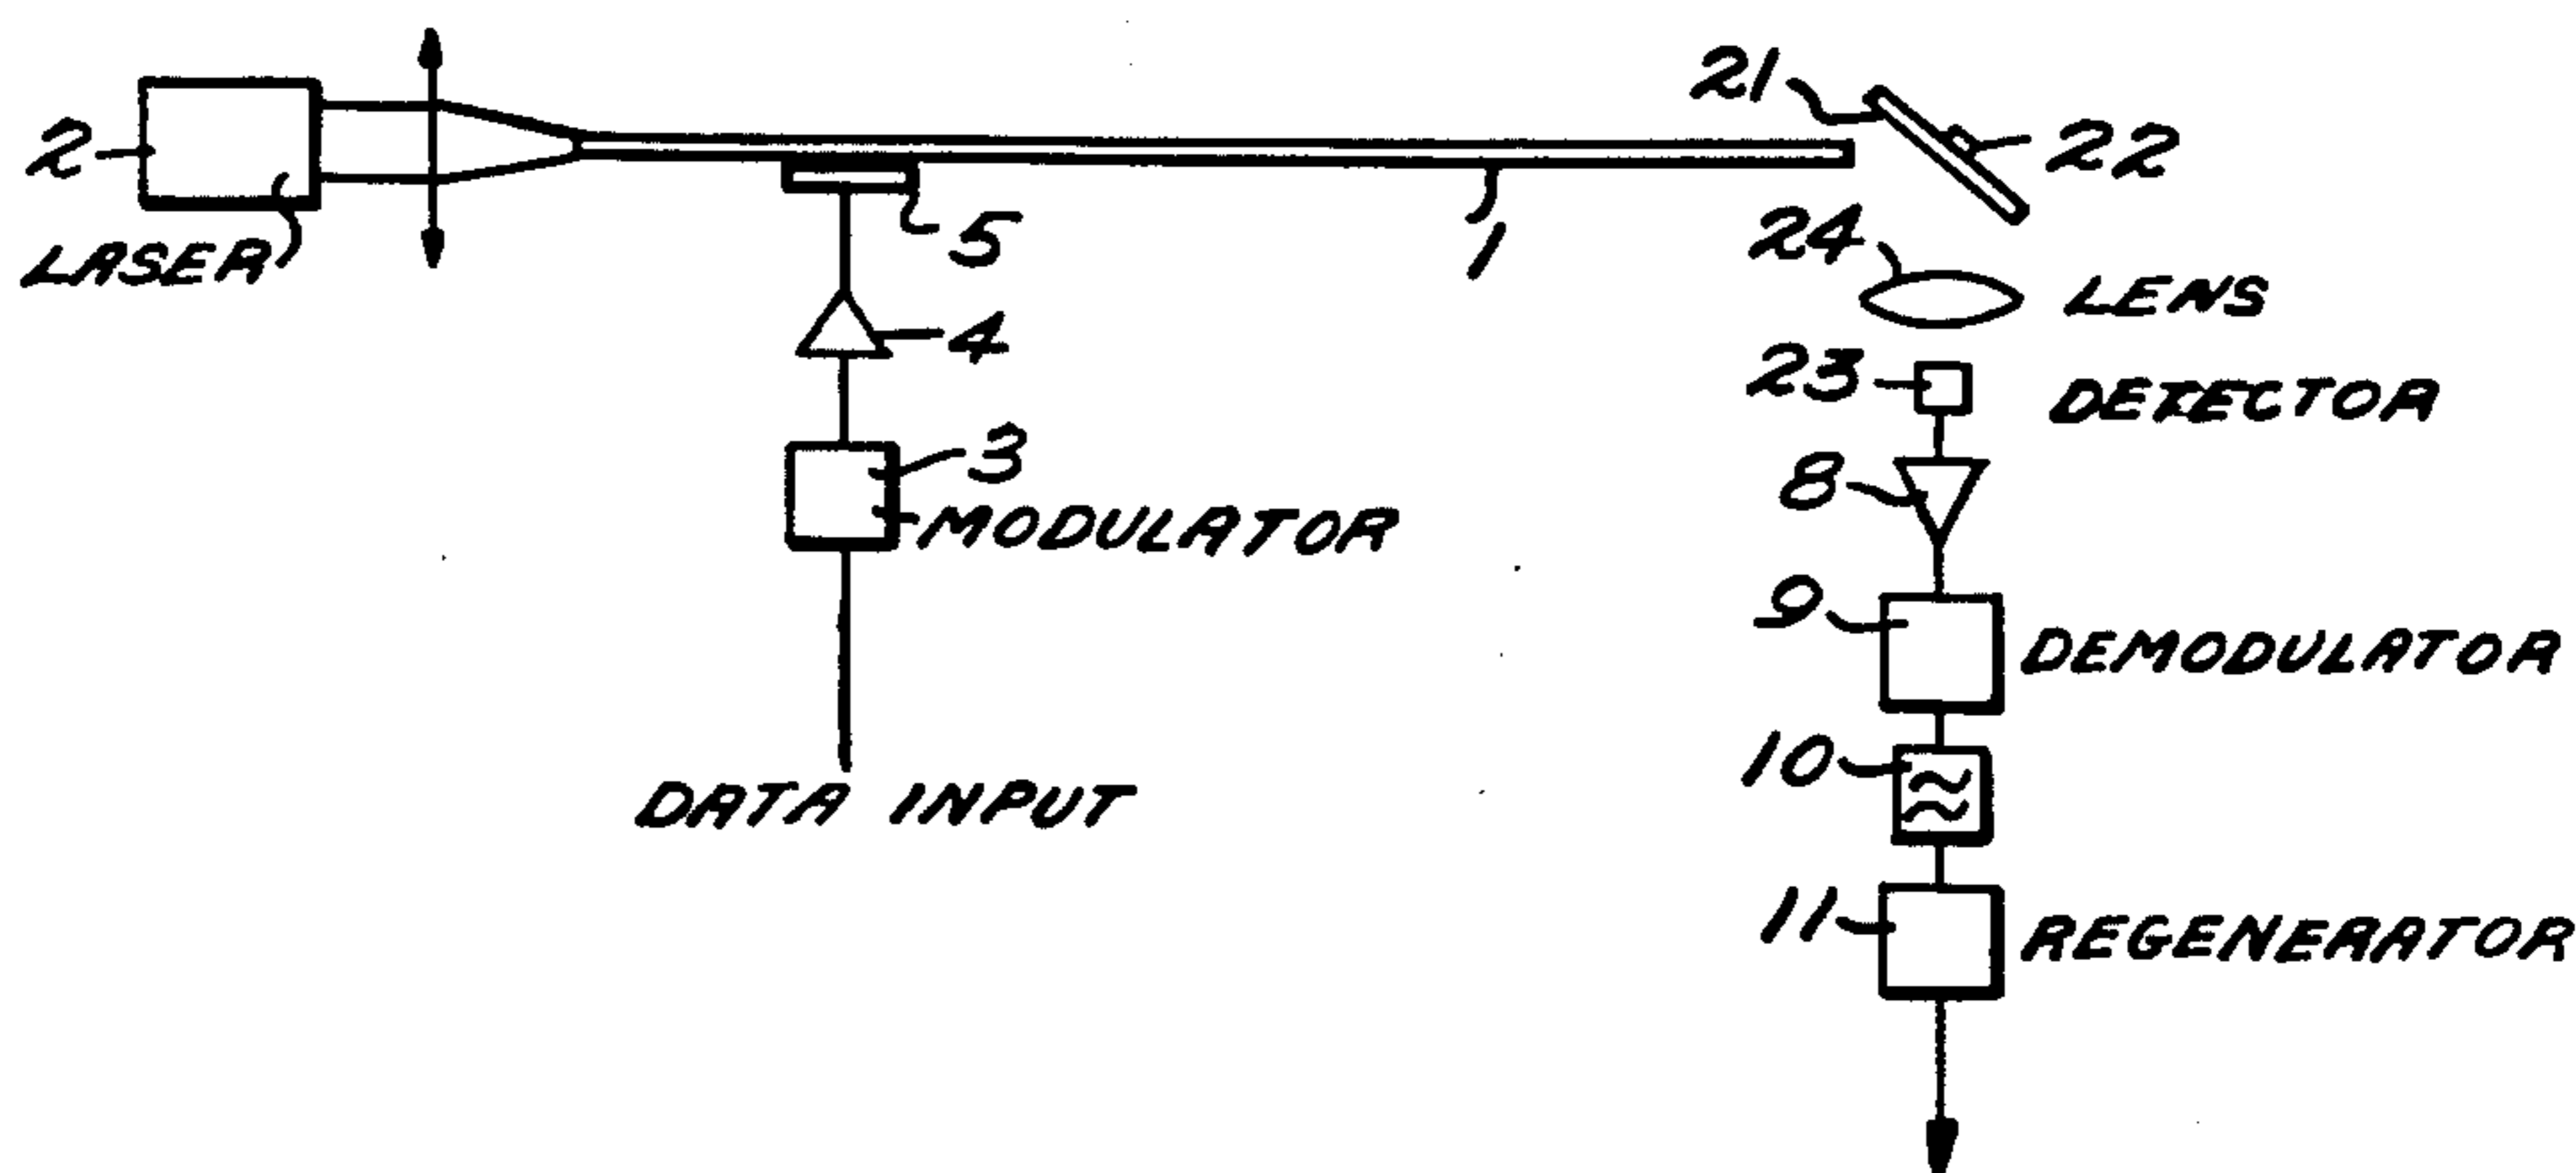 2
LASER
5
4
3
MODULATOR
DATA INPUT
1
21
22
24
LENS
23
DETECTOR
8
9
DEMODULATOR
10
11
REGENERATOR